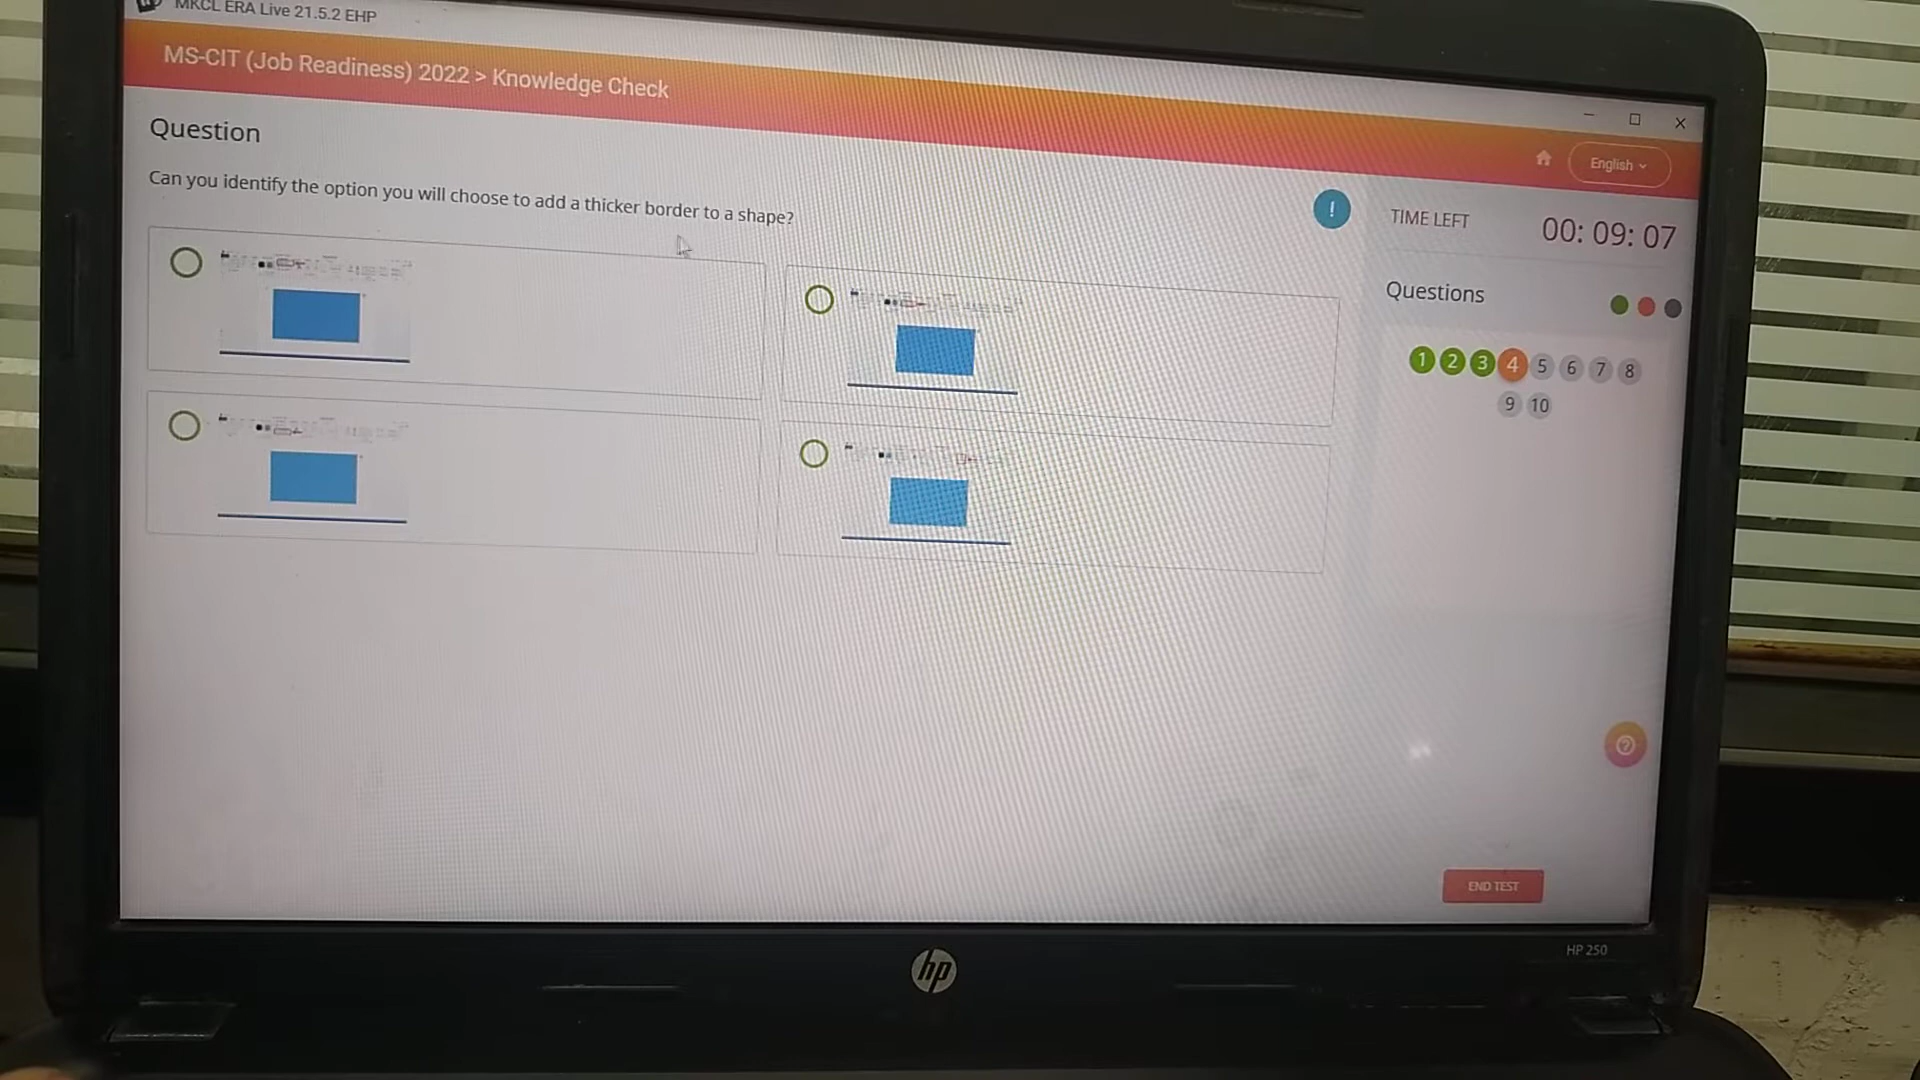 MKCL ERA Live 21.5.2 EHP
MS-CIT (Job Readiness) 2022 > Knowledge Check
English
Question
Can you identify the option you will choose to add a thicker border to a shape?
!
TIME LEFT
00: 09: 07
Questions
1 2 3 4 5 6 7 8
9 10
?
END TEST
HP 250
hp